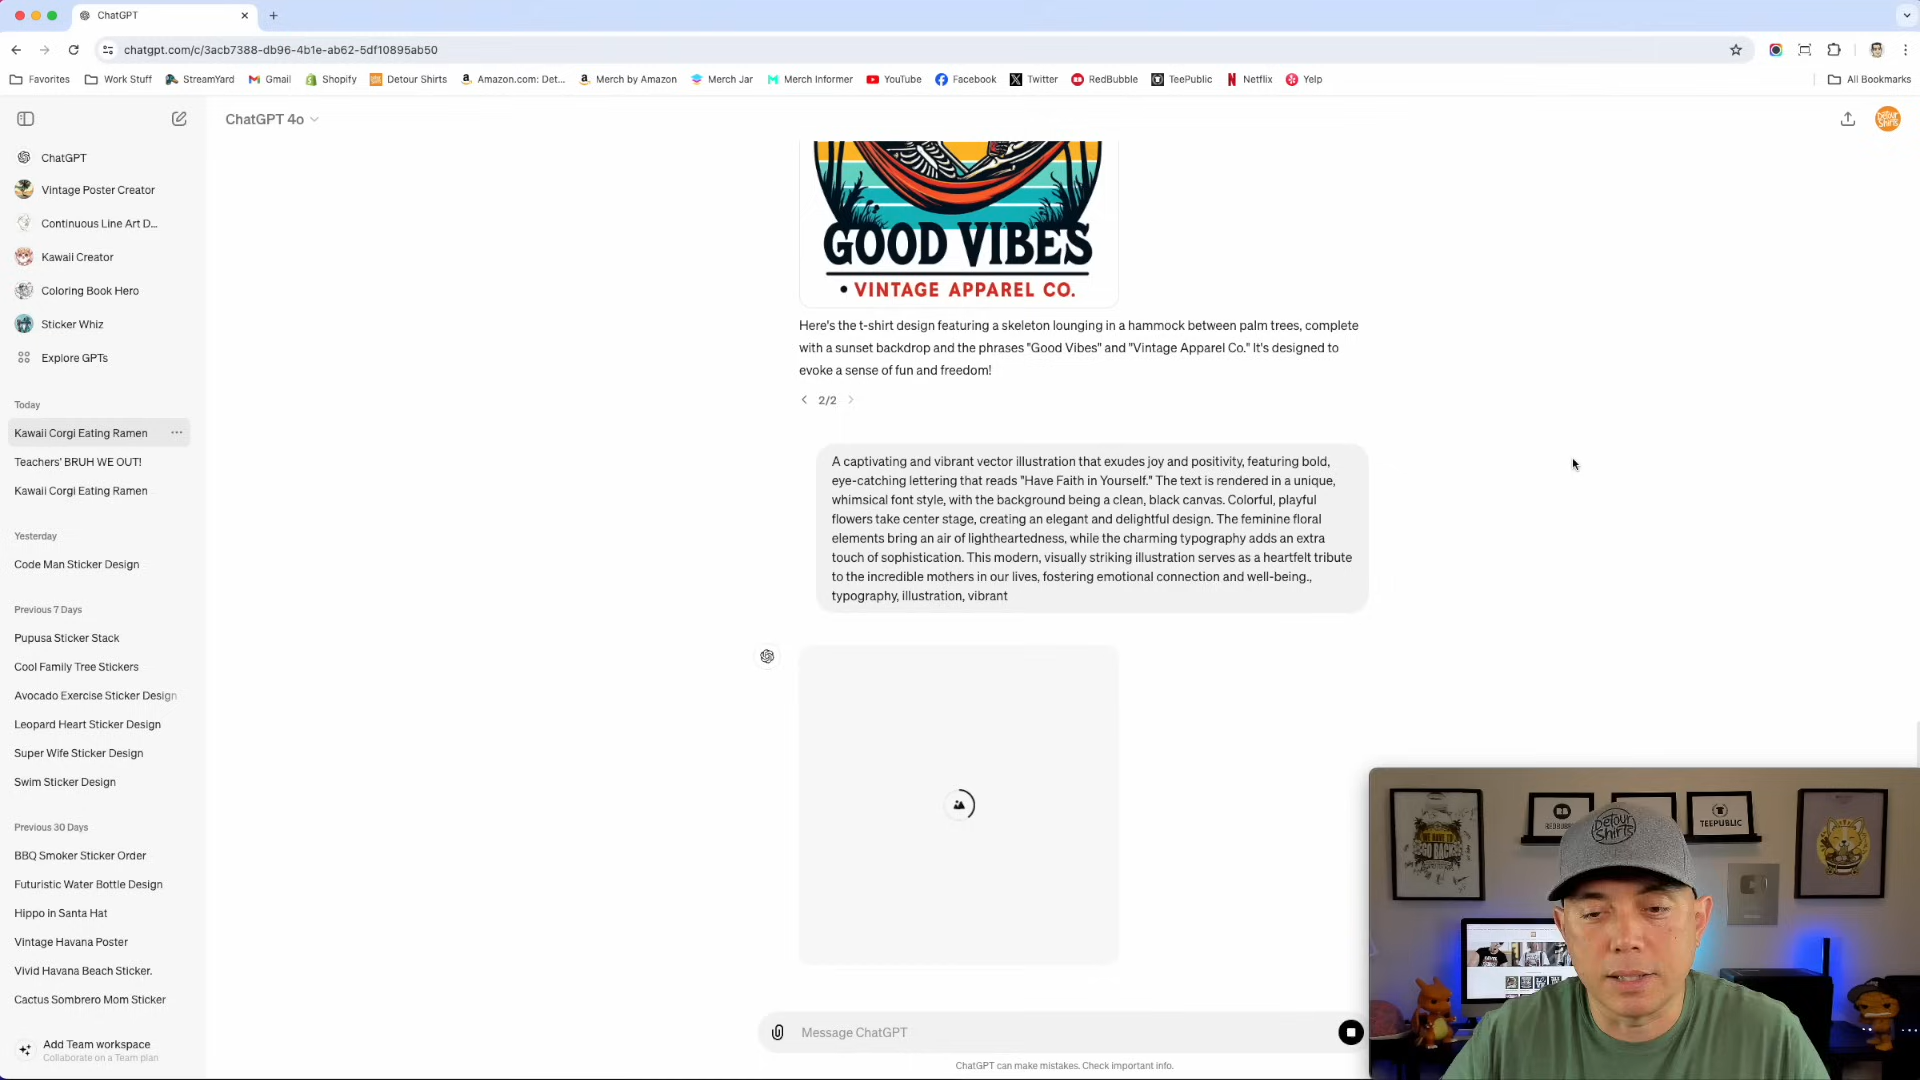 ChatGPT
chatgpt.com/c/3acb7388-db96-4b1e-ab62-5df10895ab50
Favorites
Work Stuff
StreamYard
Gmail
Shopify
Detour Shirts
Amazon.com: Det...
Merch by Amazon
Merch Jar
Merch Informer
YouTube
Facebook
Twitter
RedBubble
TeePublic
Netflix
Yelp
All Bookmarks
ChatGPT
Vintage Poster Creator
Continuous Line Art D...
Kawaii Creator
Coloring Book Hero
Sticker Whiz
Explore GPTs
Today
Kawaii Corgi Eating Ramen
Teachers' BRUH WE OUT!
Kawaii Corgi Eating Ramen
Yesterday
Code Man Sticker Design
Previous 7 Days
Pupusa Sticker Stack
Cool Family Tree Stickers
Avocado Exercise Sticker Design
Leopard Heart Sticker Design
Super Wife Sticker Design
Swim Sticker Design
Previous 30 Days
BBQ Smoker Sticker Order
Futuristic Water Bottle Design
Hippo in Santa Hat
Vintage Havana Poster
Vivid Havana Beach Sticker.
Cactus Sombrero Mom Sticker
Add Team workspace
Collaborate on a Team plan
ChatGPT 4o
GOOD VIBES
• VINTAGE APPAREL CO.
Here's the t-shirt design featuring a skeleton lounging in a hammock between palm trees, complete
with a sunset backdrop and the phrases "Good Vibes" and "Vintage Apparel Co." It's designed to
evoke a sense of fun and freedom!
2/2
A captivating and vibrant vector illustration that exudes joy and positivity, featuring bold,
eye-catching lettering that reads "Have Faith in Yourself." The text is rendered in a unique,
whimsical font style, with the background being a clean, black canvas. Colorful, playful
flowers take center stage, creating an elegant and delightful design. The feminine floral
elements bring an air of lightheartedness, while the charming typography adds an extra
touch of sophistication. This modern, visually striking illustration serves as a heartfelt tribute
to the incredible mothers in our lives, fostering emotional connection and well-being.,
typography, illustration, vibrant
Message ChatGPT
ChatGPT can make mistakes. Check important info.
TEEPUBLIC
DETOUR
SHIRTS